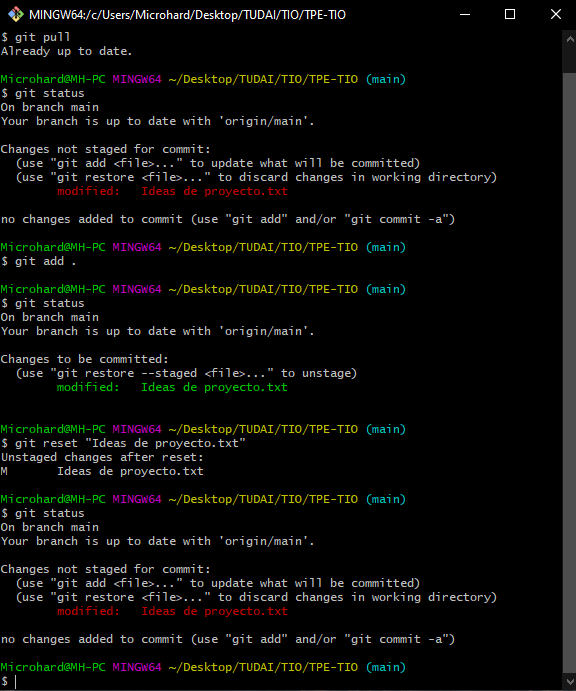 MINGW64:/c/Users/Microhard/Desktop/TUDAI/TIO/TPE-TIO
$ git pull
Already up to date.
Microhard@MH-PC MINGW64 ~/Desktop/TUDAI/TIO/TPE-TIO (main)
$ git status
On branch main
Your branch is up to date with 'origin/main'.
Changes not staged for commit:
  (use "git add <file>..." to update what will be committed)
  (use "git restore <file>..." to discard changes in working directory)
        modified:   Ideas de proyecto.txt
no changes added to commit (use "git add" and/or "git commit -a")
Microhard@MH-PC MINGW64 ~/Desktop/TUDAI/TIO/TPE-TIO (main)
$ git add .
Microhard@MH-PC MINGW64 ~/Desktop/TUDAI/TIO/TPE-TIO (main)
$ git status
On branch main
Your branch is up to date with 'origin/main'.
Changes to be committed:
  (use "git restore --staged <file>..." to unstage)
        modified:   Ideas de proyecto.txt
Microhard@MH-PC MINGW64 ~/Desktop/TUDAI/TIO/TPE-TIO (main)
$ git reset "Ideas de proyecto.txt"
Unstaged changes after reset:
M       Ideas de proyecto.txt
Microhard@MH-PC MINGW64 ~/Desktop/TUDAI/TIO/TPE-TIO (main)
$ git status
On branch main
Your branch is up to date with 'origin/main'.
Changes not staged for commit:
  (use "git add <file>..." to update what will be committed)
  (use "git restore <file>..." to discard changes in working directory)
        modified:   Ideas de proyecto.txt
no changes added to commit (use "git add" and/or "git commit -a")
Microhard@MH-PC MINGW64 ~/Desktop/TUDAI/TIO/TPE-TIO (main)
$